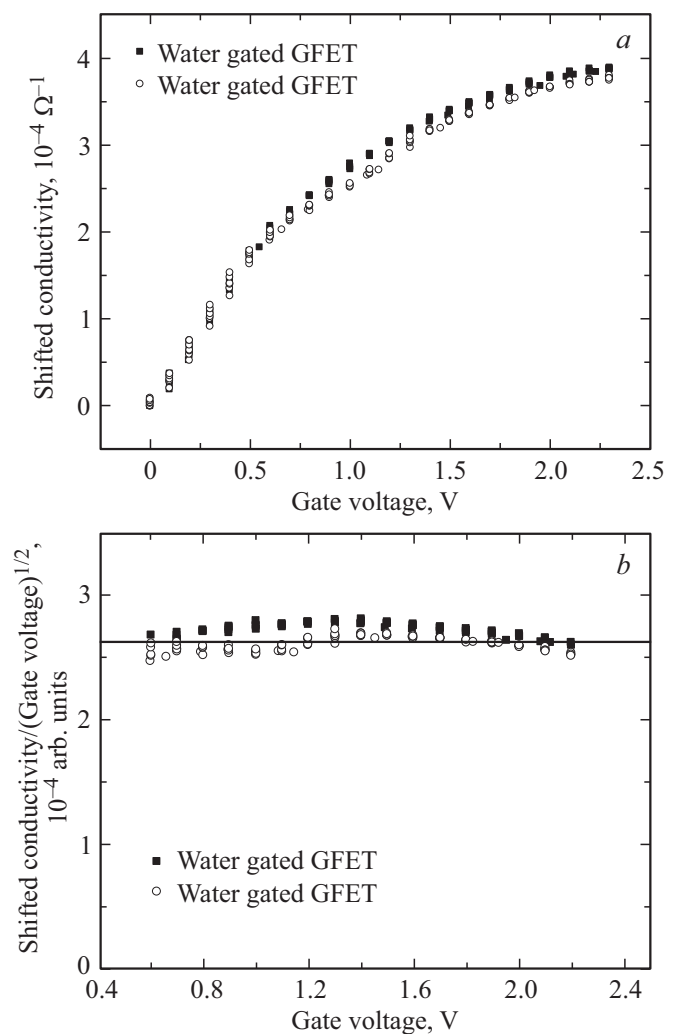 a
Water gated GFET
Water gated GFET
Shifted conductivity, 10⁻⁴ Ω⁻¹
4
3
2
1
0
0 0.5 1.0 1.5 2.0 2.5
Gate voltage, V
b
Shifted conductivity/(Gate voltage)^{1/2},
10⁻⁴ arb. units
3
2
1
0
Water gated GFET
Water gated GFET
0.4 0.8 1.2 1.6 2.0 2.4
Gate voltage, V